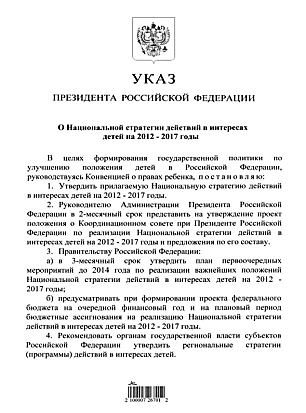 УКАЗ
ПРЕЗИДЕНТА РОССИЙСКОЙ ФЕДЕРАЦИИ
О Национальной стратегии действий в интересах
детей на 2012 - 2017 годы
В целях формирования государственной политики по
улучшению положения детей в Российской Федерации,
руководствуясь Конвенцией о правах ребенка, п о с т а н о в л я ю:
1. Утвердить прилагаемую Национальную стратегию действий
в интересах детей на 2012 - 2017 годы.
2. Руководителю Администрации Президента Российской
Федерации в 2-месячный срок представить на утверждение проект
положения о Координационном совете при Президенте Российской
Федерации по реализации Национальной стратегии действий в
интересах детей на 2012 - 2017 годы и предложения по его составу.
3. Правительству Российской Федерации:
а) в 3-месячный срок утвердить план первоочередных
мероприятий до 2014 года по реализации важнейших положений
Национальной стратегии действий в интересах детей на 2012 -
2017 годы;
б) предусматривать при формировании проекта федерального
бюджета на очередной финансовый год и на плановый период
бюджетные ассигнования на реализацию Национальной стратегии
действий в интересах детей на 2012 - 2017 годы.
4. Рекомендовать органам государственной власти субъектов
Российской Федерации утвердить региональные стратегии
(программы) действий в интересах детей.
2 100007 26701 2